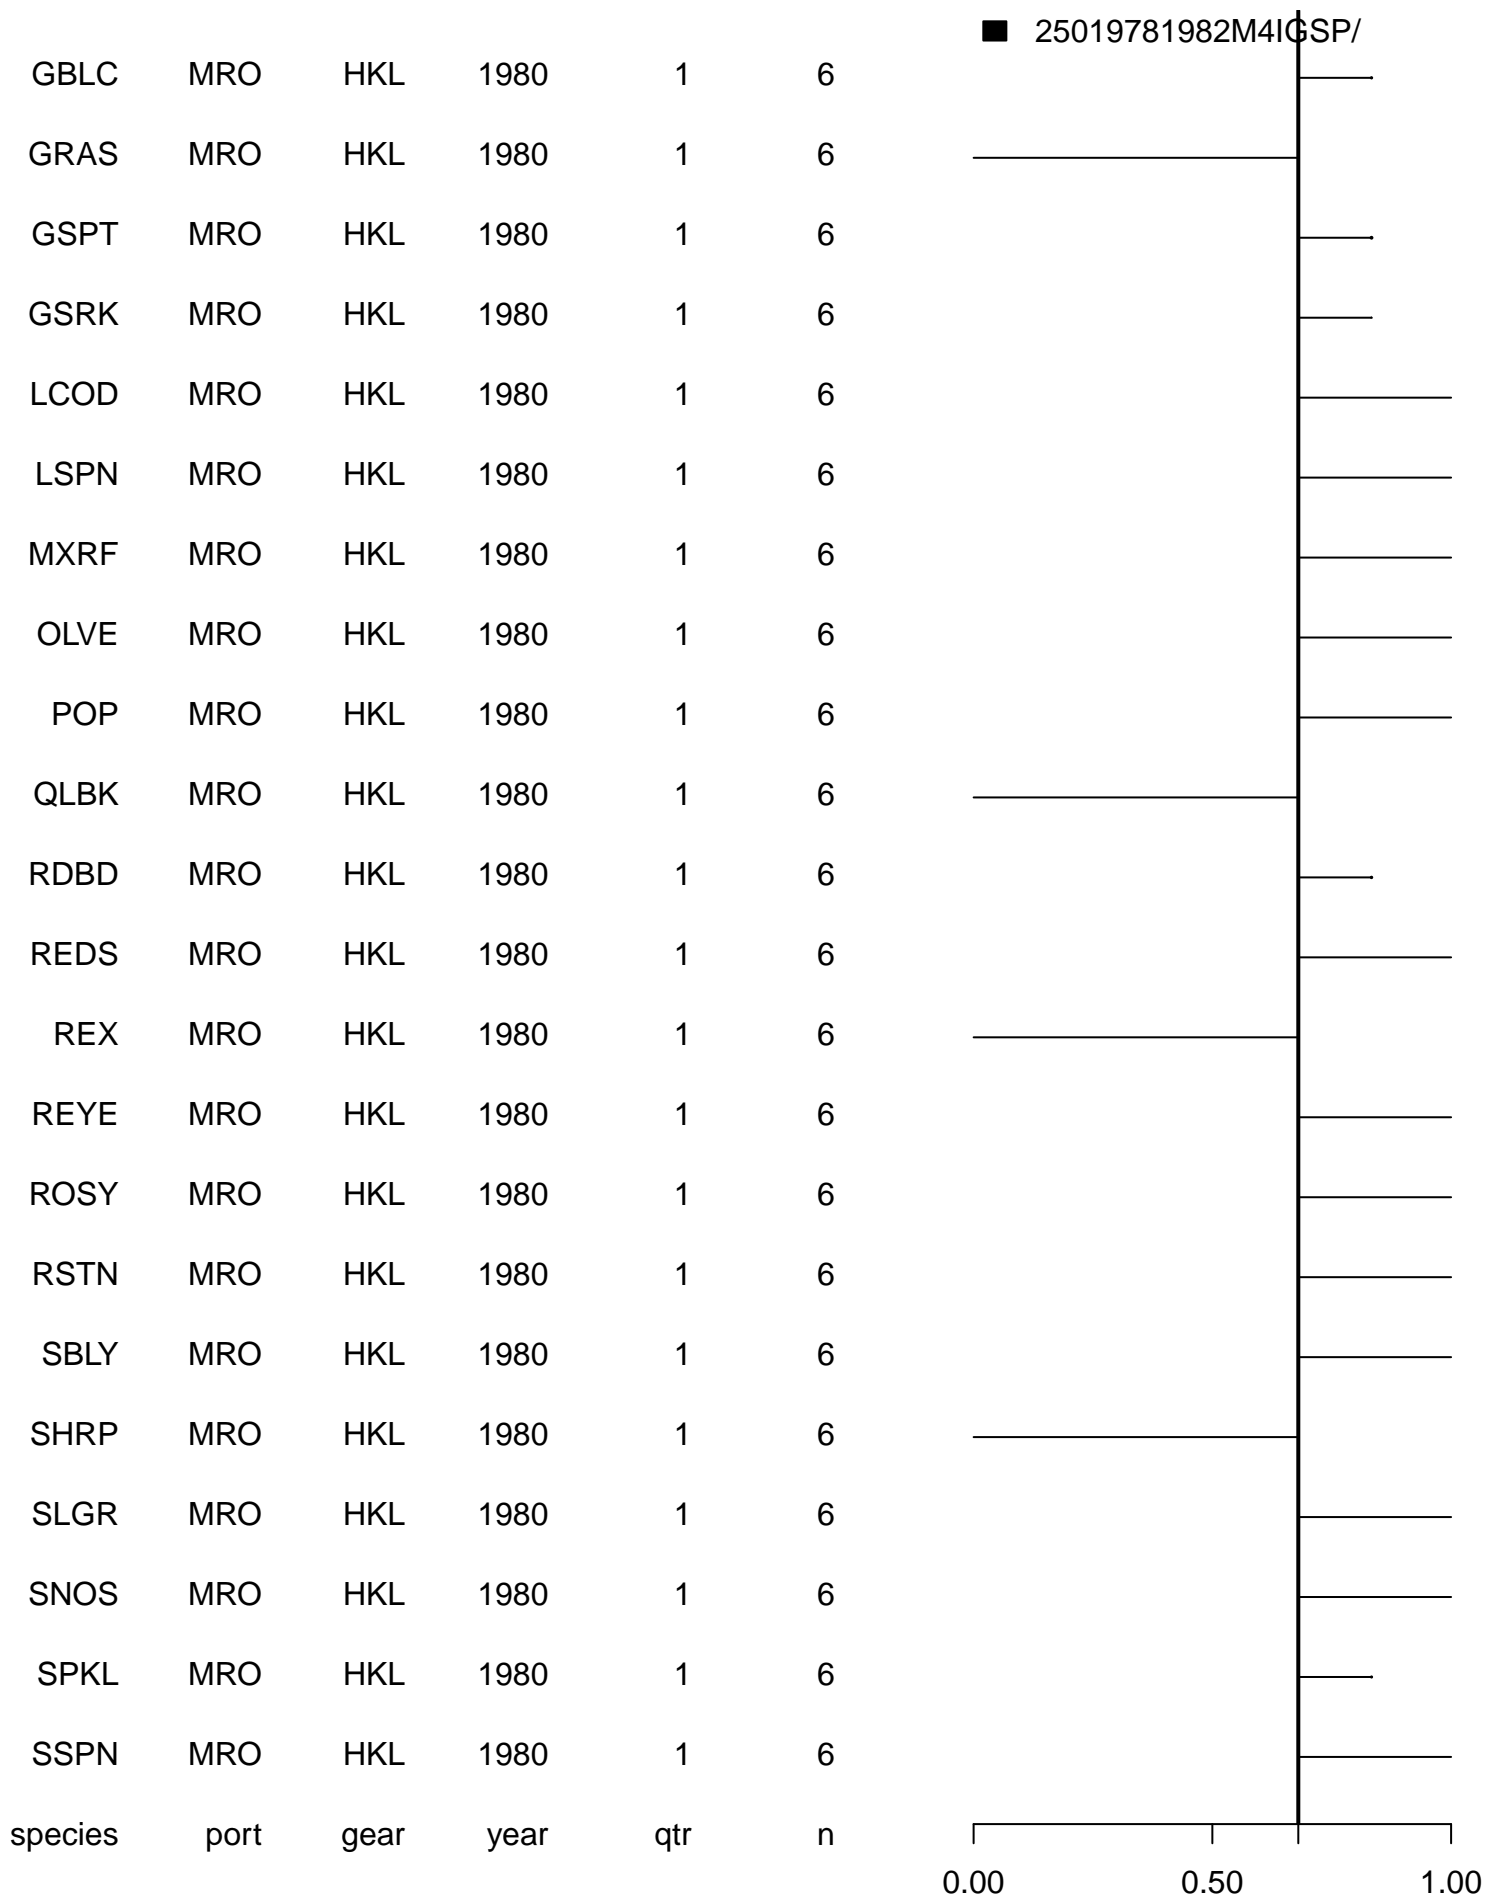 25019781982M4IGSP/
GBLC MRO HKL 1980 1 6
GRAS MRO HKL 1980 1 6
GSPT MRO HKL 1980 1 6
GSRK MRO HKL 1980 1 6
LCOD MRO HKL 1980 1 6
LSPN MRO HKL 1980 1 6
MXRF MRO HKL 1980 1 6
OLVE MRO HKL 1980 1 6
POP MRO HKL 1980 1 6
QLBK MRO HKL 1980 1 6
RDBD MRO HKL 1980 1 6
REDS MRO HKL 1980 1 6
REX MRO HKL 1980 1 6
REYE MRO HKL 1980 1 6
ROSY MRO HKL 1980 1 6
RSTN MRO HKL 1980 1 6
SBLY MRO HKL 1980 1 6
SHRP MRO HKL 1980 1 6
SLGR MRO HKL 1980 1 6
SNOS MRO HKL 1980 1 6
SPKL MRO HKL 1980 1 6
SSPN MRO HKL 1980 1 6
species port gear year qtr n
0.00 0.50 1.00